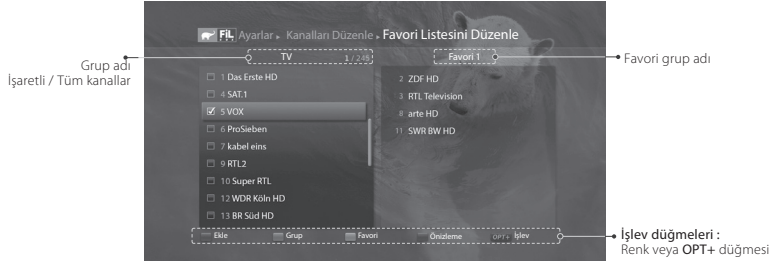 FiL Ayarlar ▸ Kanalları Düzenle ▸ Favori Listesini Düzenle
Grup adı
İşaretli / Tüm kanallar
TV 1 / 245
Favori 1
Favori grup adı
1 Das Erste HD
4 SAT.1
5 VOX
6 ProSieben
7 kabel eins
9 RTL2
10 Super RTL
12 WDR Köln HD
13 BR Süd HD
2 ZDF HD
3 RTL Television
8 arte HD
11 SWR BW HD
Ekle Grup Favori Önizleme OPT+ İşlev
İşlev düğmeleri :
Renk veya OPT+ düğmesi